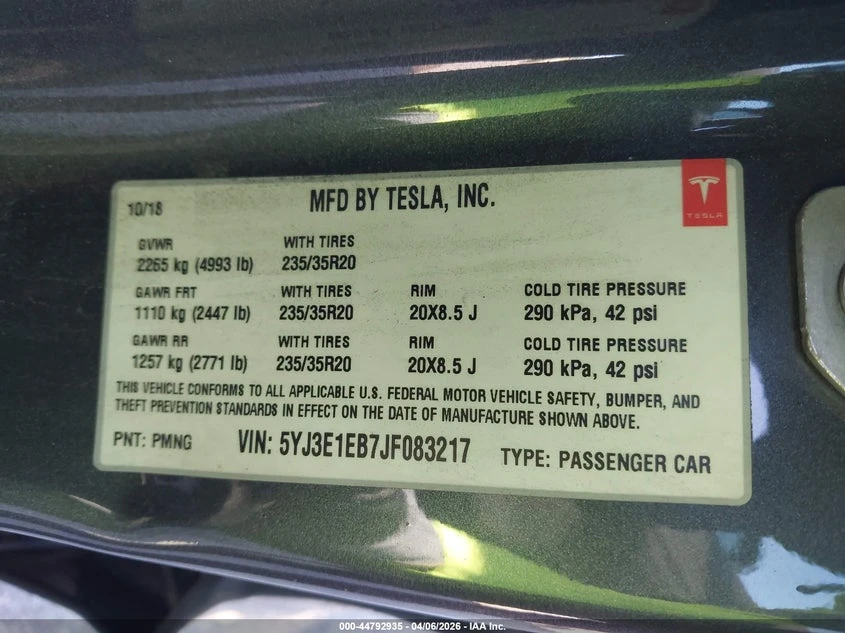 10/18
MFD BY TESLA, INC.
TESLA
GVWR WITH TIRES
2265 kg (4993 lb) 235/35R20
GAWR FRT WITH TIRES RIM COLD TIRE PRESSURE
1110 kg (2447 lb) 235/35R20 20X8.5 J 290 kPa, 42 psi
GAWR RR WITH TIRES RIM COLD TIRE PRESSURE
1257 kg (2771 lb) 235/35R20 20X8.5 J 290 kPa, 42 psi
THIS VEHICLE CONFORMS TO ALL APPLICABLE U.S. FEDERAL MOTOR VEHICLE SAFETY, BUMPER, AND
THEFT PREVENTION STANDARDS IN EFFECT ON THE DATE OF MANUFACTURE SHOWN ABOVE.
PNT: PMNG VIN: 5YJ3E1EB7JF083217 TYPE: PASSENGER CAR
000-44792935 - 04/06/2026 - IAA Inc.